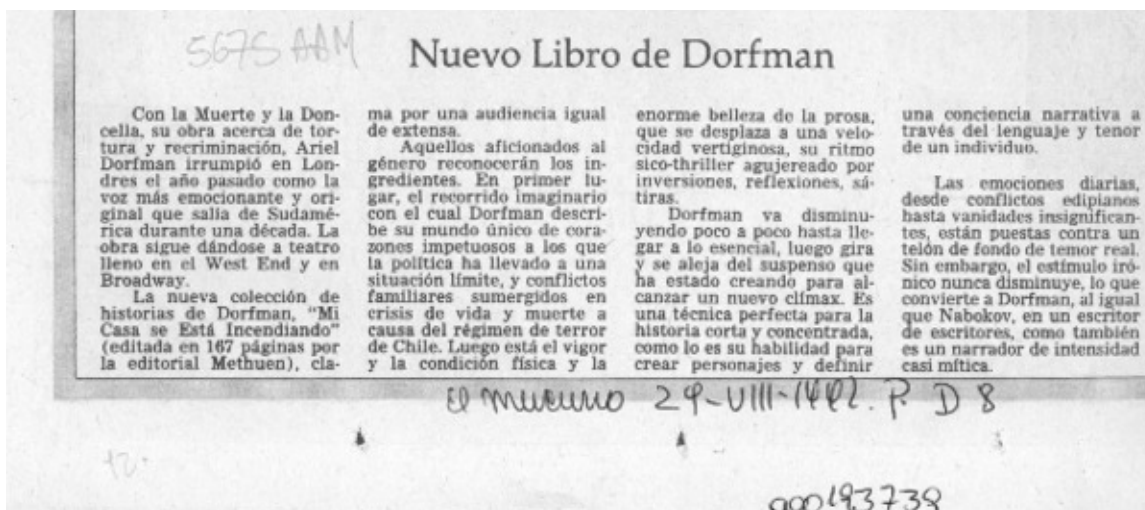 5675 AAM
Nuevo Libro de Dorfman
Con la Muerte y la Don-
cella, su obra acerca de tor-
tura y recriminación, Ariel
Dorfman irrumpió en Lon-
dres el año pasado como la
voz más emocionante y ori-
ginal que salía de Sudamé-
rica durante una década. La
obra sigue dándose a teatro
lleno en el West End y en
Broadway.
La nueva colección de
historias de Dorfman, "Mi
Casa se Está Incendiando"
(editada en 167 páginas por
la editorial Methuen), cla-
ma por una audiencia igual
de extensa.
Aquellos aficionados al
género reconocerán los in-
gredientes. En primer lu-
gar, el recorrido imaginario
con el cual Dorfman descri-
be su mundo único de cora-
zones impetuosos a los que
la política ha llevado a una
situación límite, y conflictos
familiares sumergidos en
crisis de vida y muerte a
causa del régimen de terror
de Chile. Luego está el vigor
y la condición física y la
enorme belleza de la prosa,
que se desplaza a una velo-
cidad vertiginosa, su ritmo
sico-thriller agujereado por
inversiones, reflexiones, sá-
tiras.
Dorfman va disminu-
yendo poco a poco hasta lle-
gar a lo esencial, luego gira
y se aleja del suspenso que
ha estado creando para al-
canzar un nuevo clímax. Es
una técnica perfecta para la
historia corta y concentrada,
como lo es su habilidad para
crear personajes y definir
una conciencia narrativa a
través del lenguaje y tenor
de un individuo.
Las emociones diarias,
desde conflictos edipianos
hasta vanidades insignifican-
tes, están puestas contra un
telón de fondo de temor real.
Sin embargo, el estímulo iró-
nico nunca disminuye, lo que
convierte a Dorfman, al igual
que Nabokov, en un escritor
de escritores, como también
es un narrador de intensidad
casi mítica.
El Mercurio 29-VIII-1992. P. D 8
12.
000193738